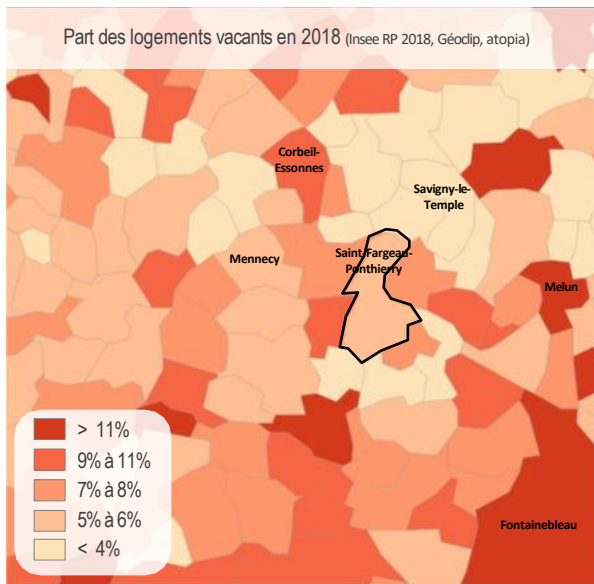 Part des logements vacants en 2018 (Insee RP 2018, Géoclip, atopia)
Corbeil-
Essonnes
Savigny-le-
Temple
Mennecy
Saint-Fargeau-
Ponthierry
Melun
> 11%
9% à 11%
7% à 8%
5% à 6%
< 4%
Fontainebleau